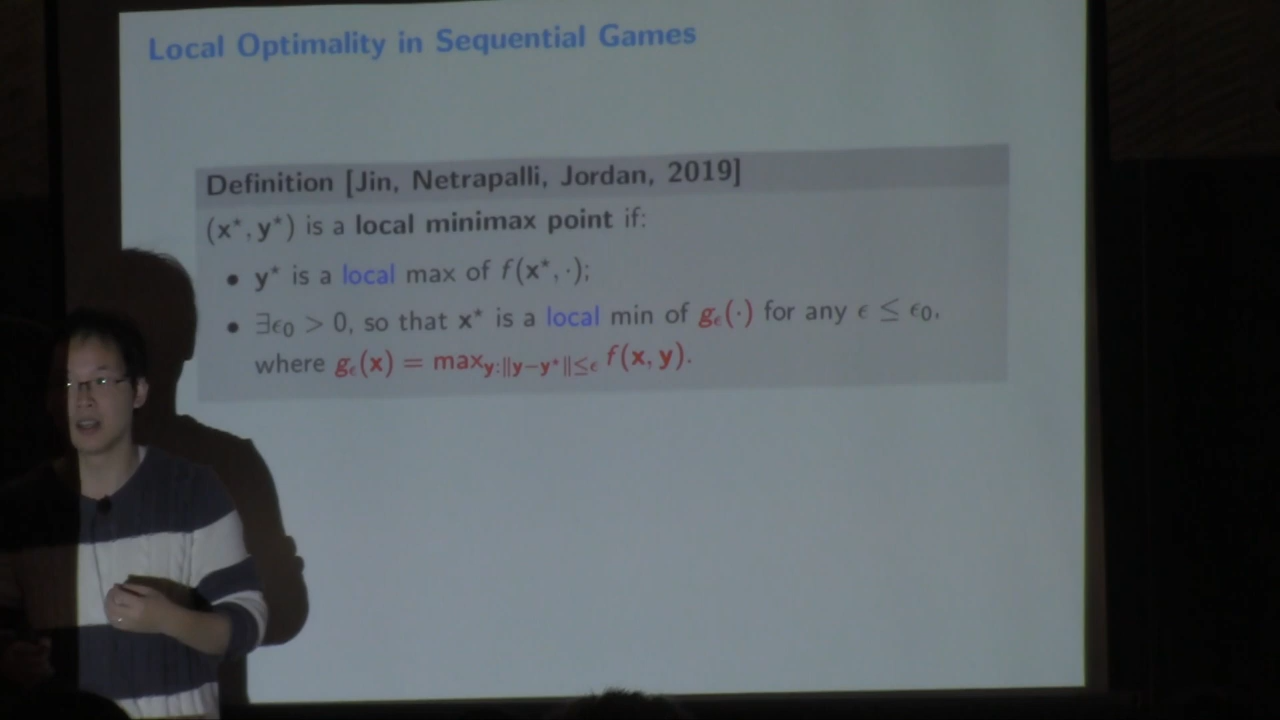 Local Optimality in Sequential Games
Definition [Jin, Netrapalli, Jordan, 2019]
(x*, y*) is a local minimax point if:
• y* is a local max of f(x*, ·);
• ∃ϵ₀ > 0, so that x* is a local min of gϵ(·) for any ϵ ≤ ϵ₀,
where gϵ(x) = max_{y:‖y−y*‖≤ϵ} f(x, y).